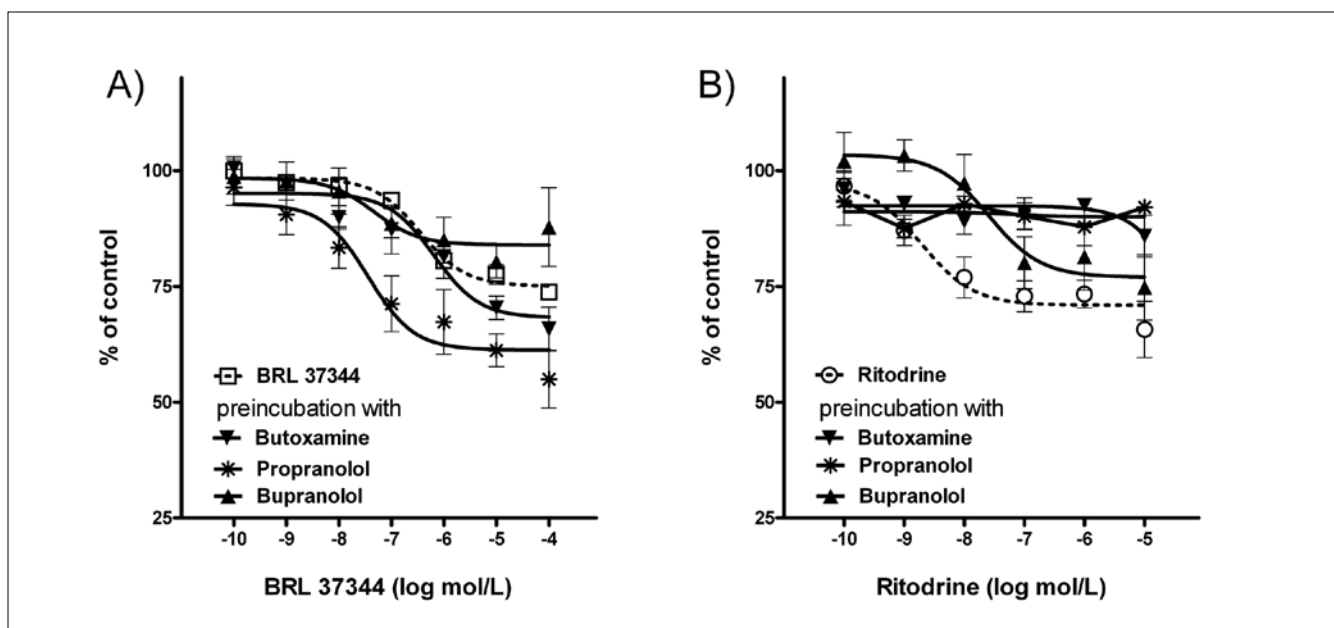 A)
% of control
100
75
50
25
BRL 37344
preincubation with
Butoxamine
Propranolol
Bupranolol
-10 -9 -8 -7 -6 -5 -4
BRL 37344 (log mol/L)
B)
% of control
100
75
50
25
Ritodrine
preincubation with
Butoxamine
Propranolol
Bupranolol
-10 -9 -8 -7 -6 -5
Ritodrine (log mol/L)